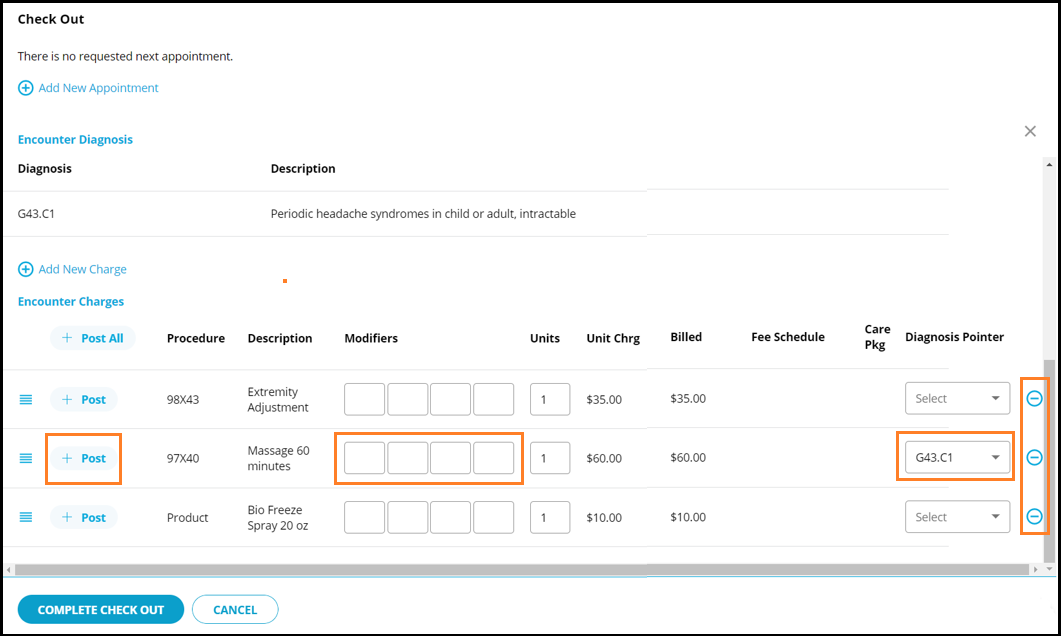 Check Out
There is no requested next appointment.
Add New Appointment
Encounter Diagnosis
Diagnosis Description
G43.C1 Periodic headache syndromes in child or adult, intractable
Add New Charge
Encounter Charges
+ Post All Procedure Description Modifiers Units Unit Chrg Billed Fee Schedule Care Pkg Diagnosis Pointer
+ Post 98X43 Extremity Adjustment 1 $35.00 $35.00 Select
+ Post 97X40 Massage 60 minutes 1 $60.00 $60.00 G43.C1
+ Post Product Bio Freeze Spray 20 oz 1 $10.00 $10.00 Select
COMPLETE CHECK OUT CANCEL